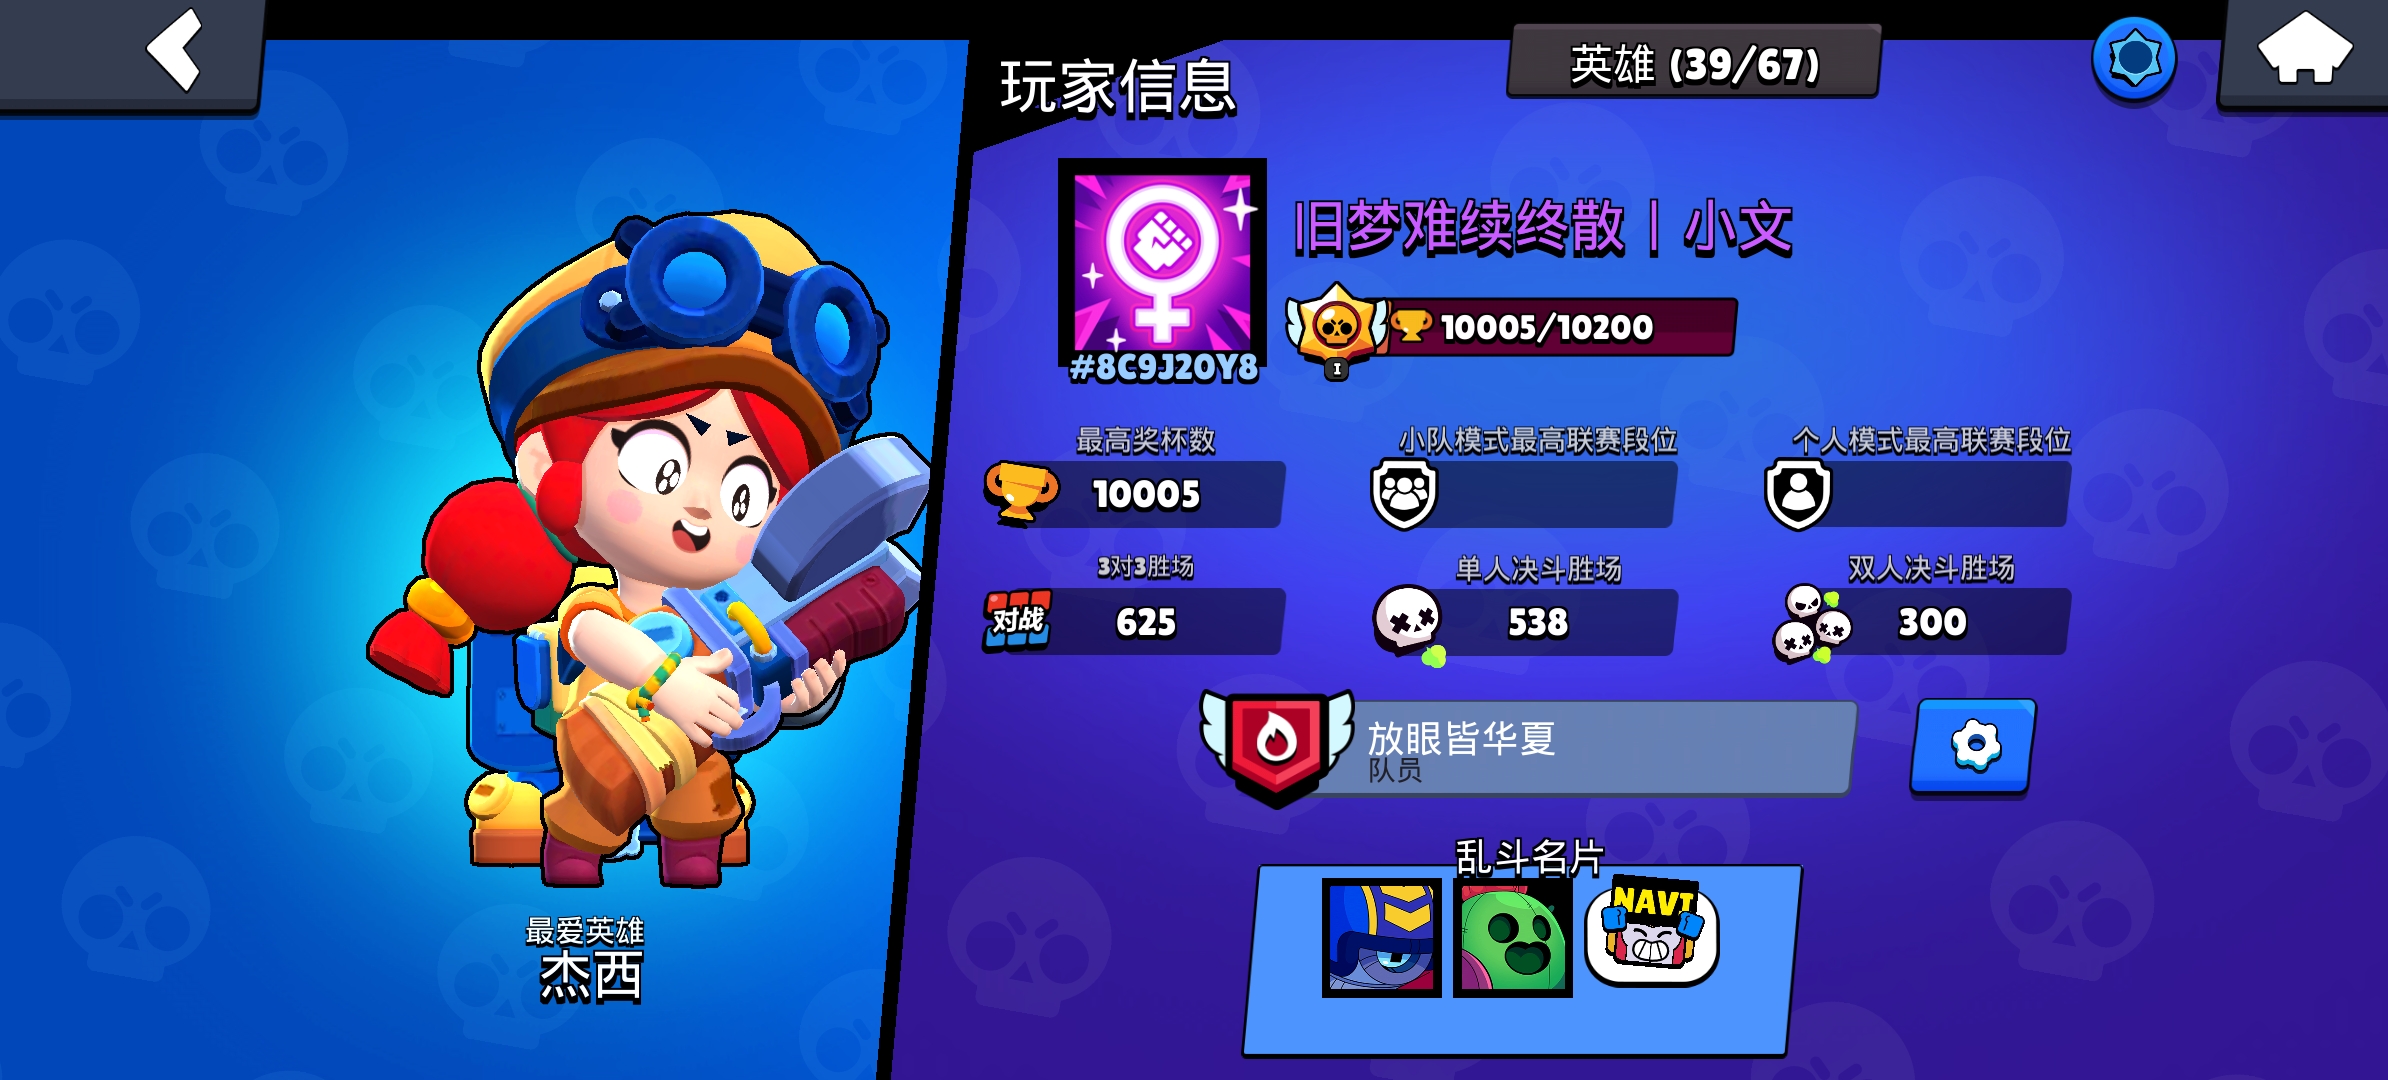 玩家信息
英雄 (39/67)
旧梦难续终散丨小文
#8C9J20Y8
10005/10200
I
最高奖杯数
10005
小队模式最高联赛段位
个人模式最高联赛段位
3对3胜场
对战
625
单人决斗胜场
538
双人决斗胜场
300
放眼皆华夏
队员
乱斗名片
NAVI
最爱英雄
杰西